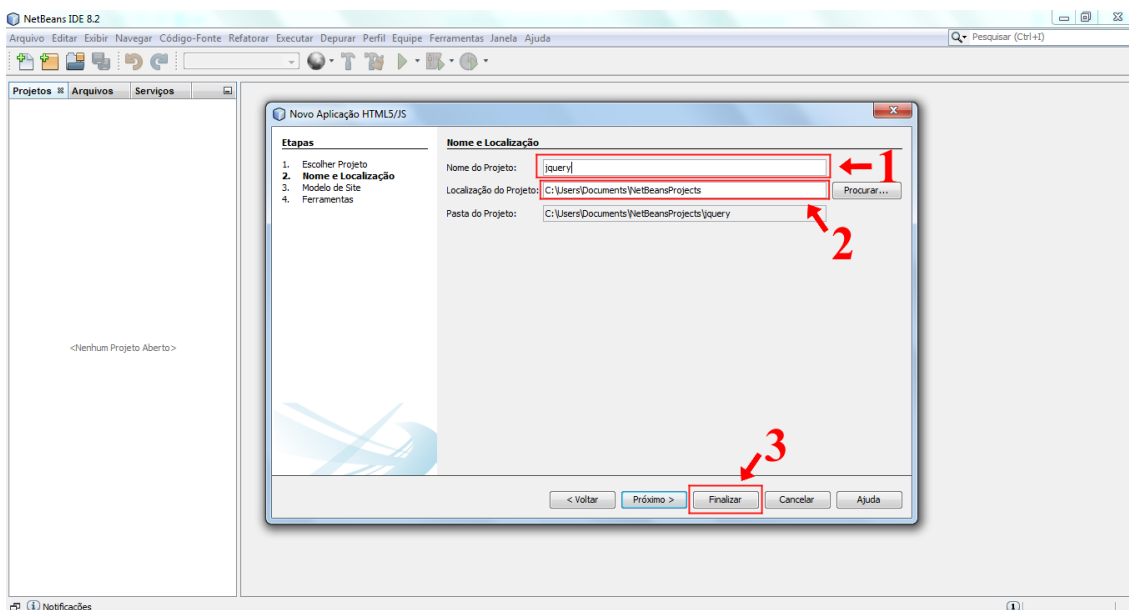 NetBeans IDE 8.2
Arquivo Editar Exibir Navegar Código-Fonte Refatorar Executar Depurar Perfil Equipe Ferramentas Janela Ajuda
Pesquisar (Ctrl+I)
Projetos Arquivos Serviços
<Nenhum Projeto Aberto>
Novo Aplicação HTML5/JS
Etapas
1. Escolher Projeto
2. Nome e Localização
3. Modelo de Site
4. Ferramentas
Nome e Localização
Nome do Projeto: jquery
1
Localização do Projeto: C:\Users\Documents\NetBeansProjects Procurar...
Pasta do Projeto: C:\Users\Documents\NetBeansProjects\jquery
2
3
< Voltar Próximo > Finalizar Cancelar Ajuda
Notificações 1